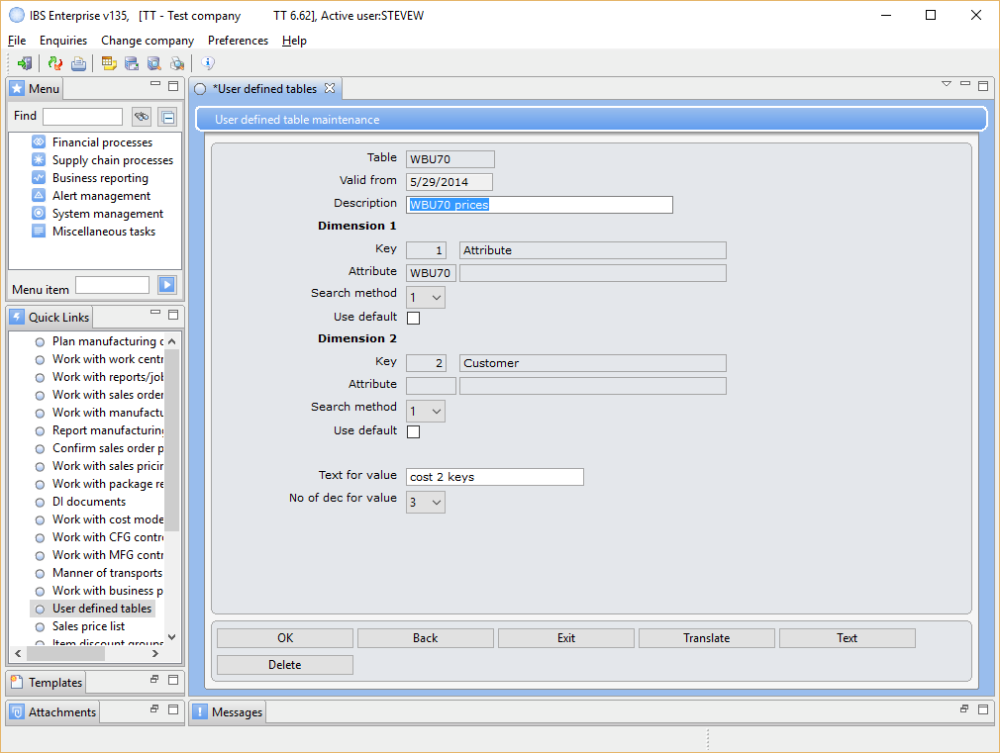 IBS Enterprise v135, [TT - Test company TT 6.62], Active user:STEVEW
File Enquiries Change company Preferences Help
Menu
Find
Financial processes
Supply chain processes
Business reporting
Alert management
System management
Miscellaneous tasks
Menu item
Quick Links
Plan manufacturing
Work with work centr
Work with reports/job
Work with sales order
Work with manufactu
Report manufacturing
Confirm sales order p
Work with sales pricin
Work with package re
DI documents
Work with cost mode
Work with CFG contr
Work with MFG contr
Manner of transports
Work with business p
User defined tables
Sales price list
Item discount groups
Templates
Attachments
*User defined tables
User defined table maintenance
Table WBU70
Valid from 5/29/2014
Description WBU70 prices
Dimension 1
Key 1 Attribute
Attribute WBU70
Search method 1
Use default
Dimension 2
Key 2 Customer
Attribute
Search method 1
Use default
Text for value cost 2 keys
No of dec for value 3
OK Back Exit Translate Text
Delete
Messages